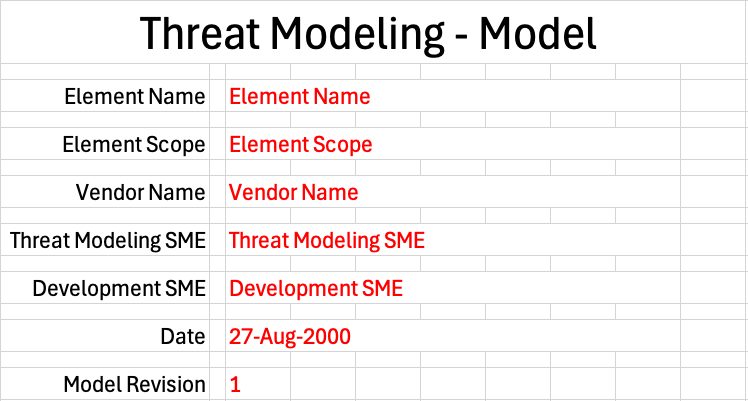 Threat Modeling - Model
Element Name Element Name
Element Scope Element Scope
Vendor Name Vendor Name
Threat Modeling SME Threat Modeling SME
Development SME Development SME
Date 27-Aug-2000
Model Revision 1